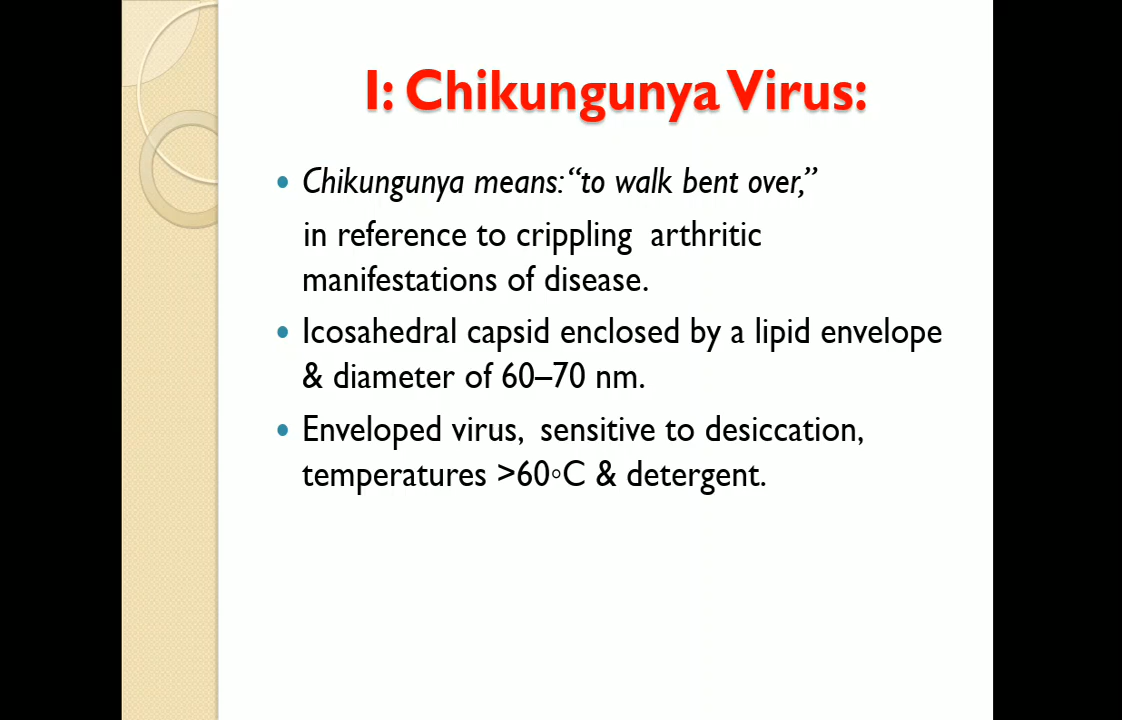 I: Chikungunya Virus:
• Chikungunya means: “to walk bent over,”
in reference to crippling arthritic
manifestations of disease.
• Icosahedral capsid enclosed by a lipid envelope
& diameter of 60–70 nm.
• Enveloped virus, sensitive to desiccation,
temperatures >60◦C & detergent.